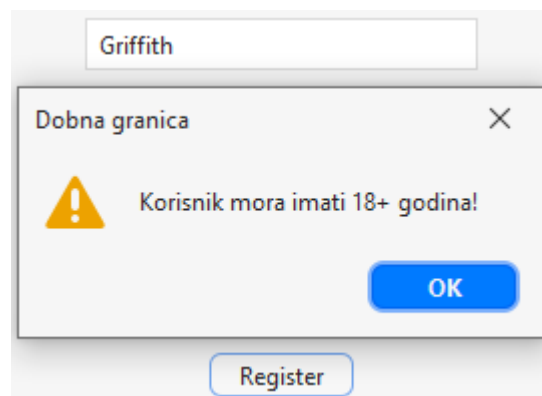 Griffith
Dobna granica
Korisnik mora imati 18+ godina!
OK
Register